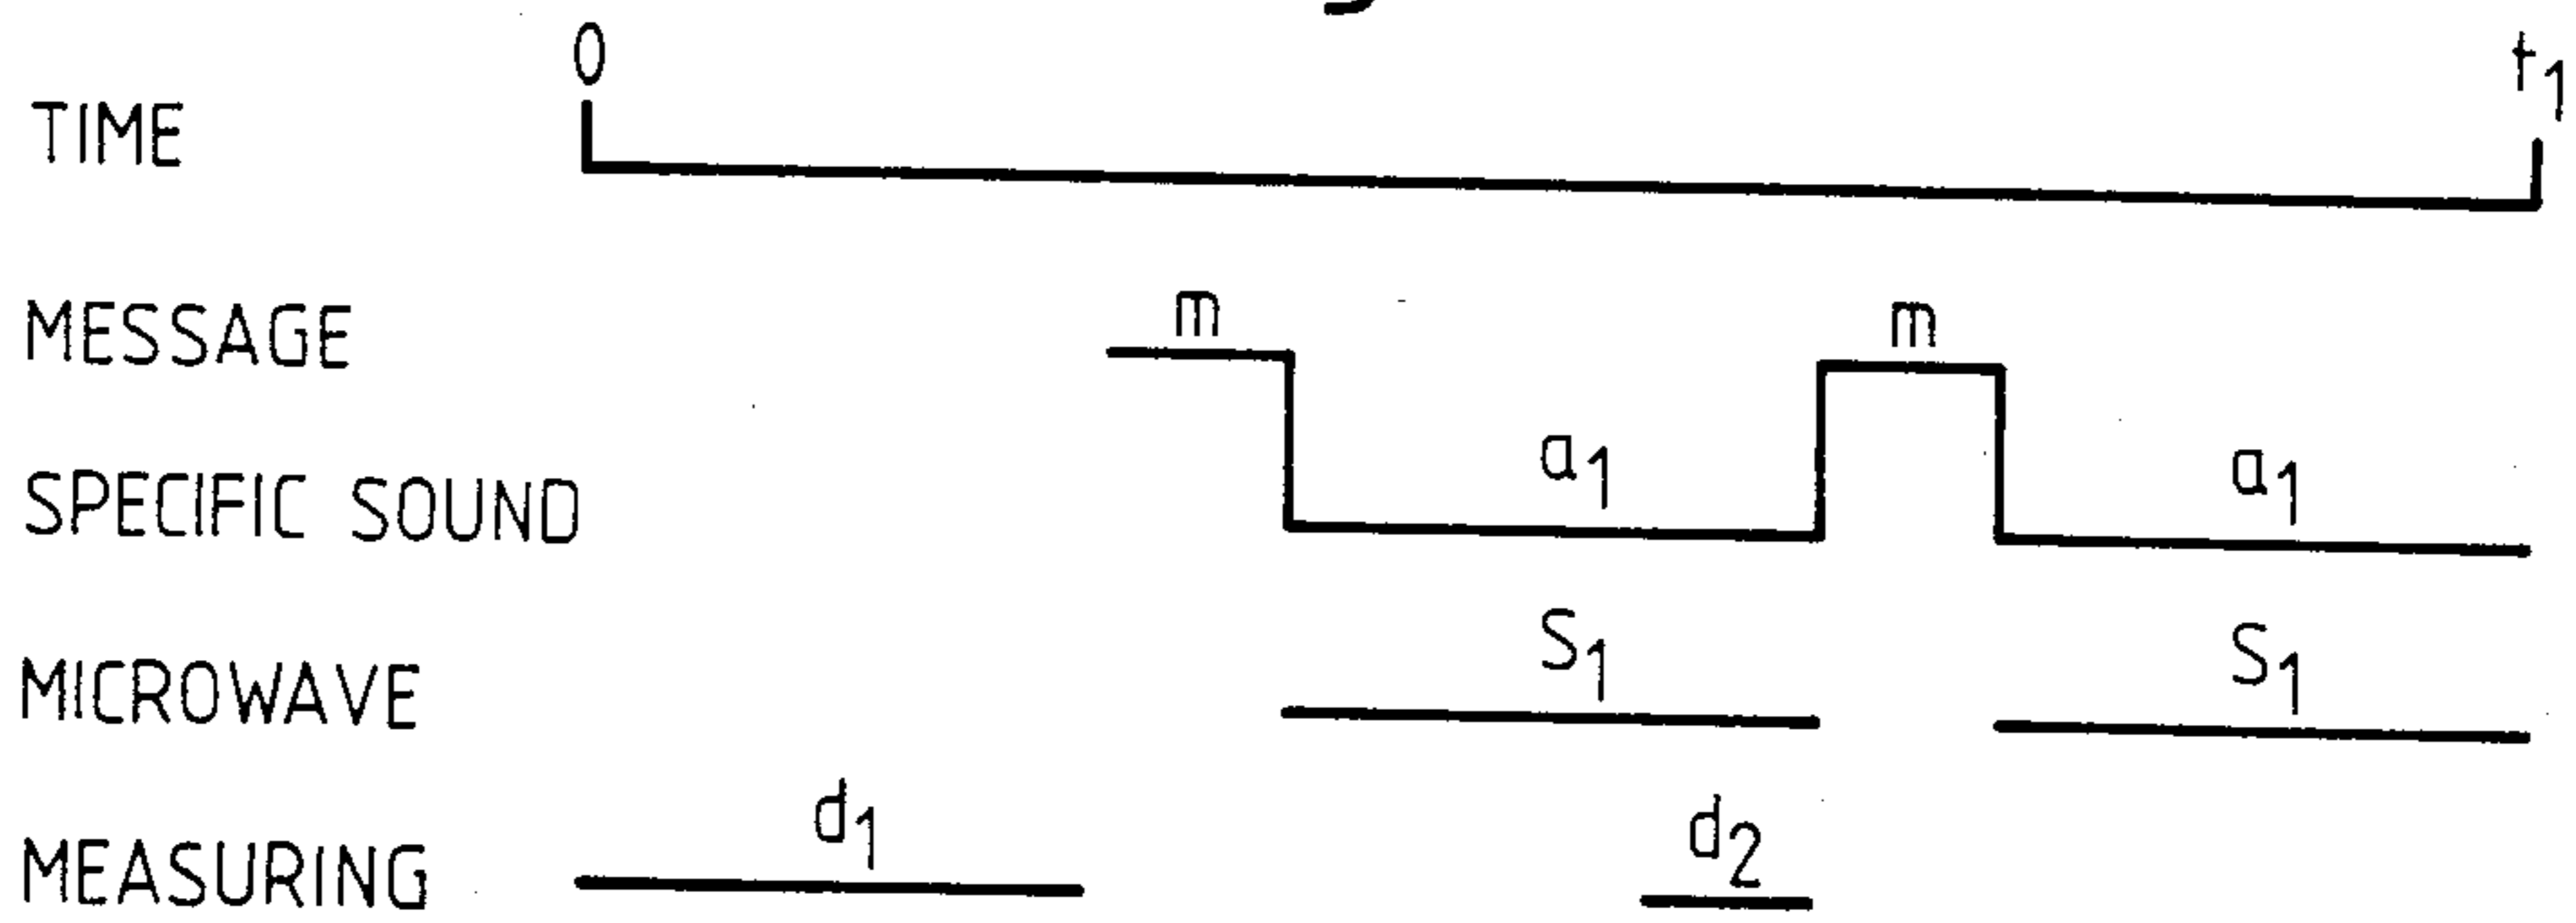 0 t1
TIME
MESSAGE m m
SPECIFIC SOUND a1 a1
MICROWAVE S1 S1
MEASURING d1 d2